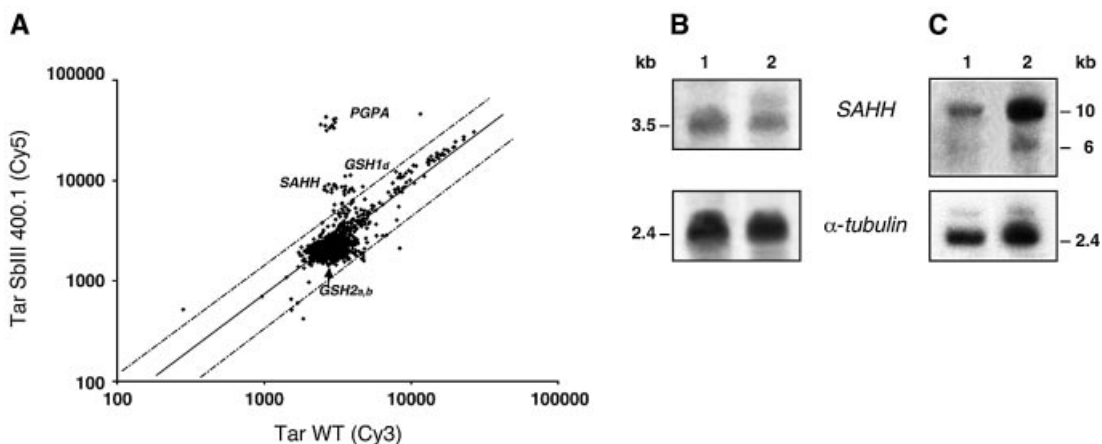 A
Tar SbIII 400.1 (Cy5)
100000
10000
1000
100
PGPA
GSH1d
SAHH
GSH2a,b
100 1000 10000 100000
Tar WT (Cy3)
B
kb 1 2
3.5
2.4
SAHH
α-tubulin
C
1 2 kb
10
6
2.4